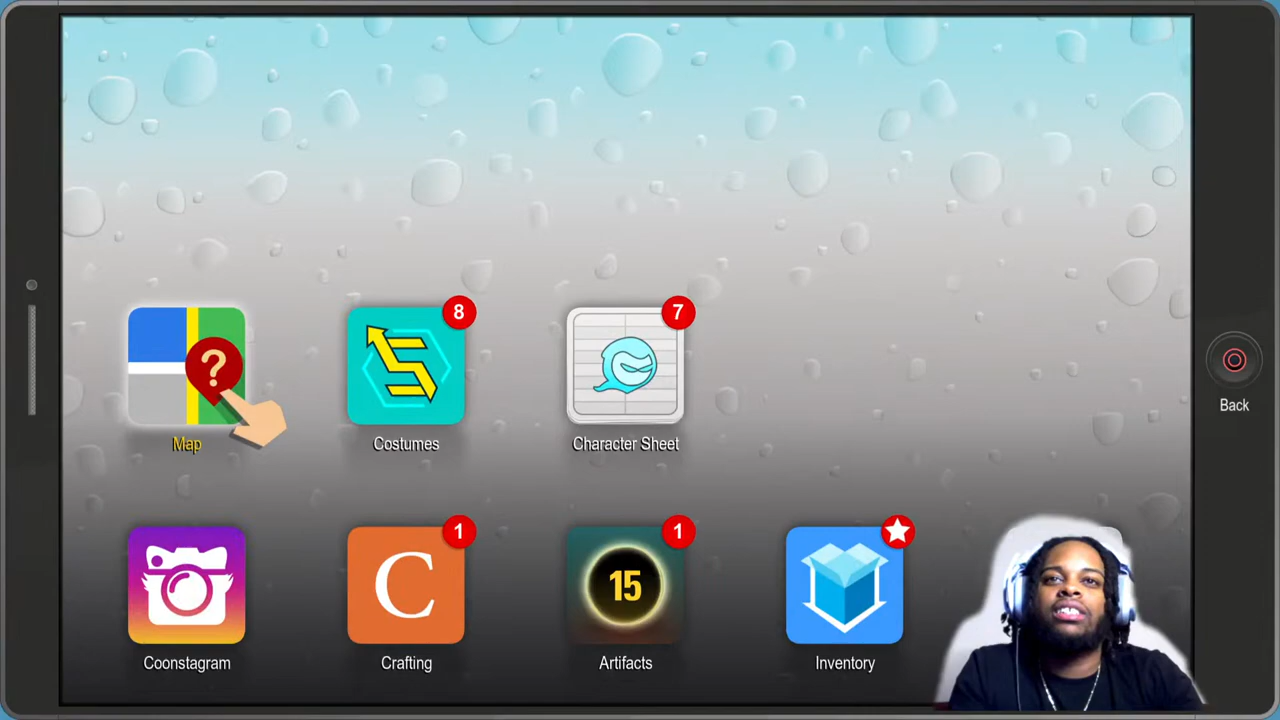 ?
8
7
Map
Costumes
Character Sheet
Back
1
1
C
15
Coonstagram
Crafting
Artifacts
Inventory